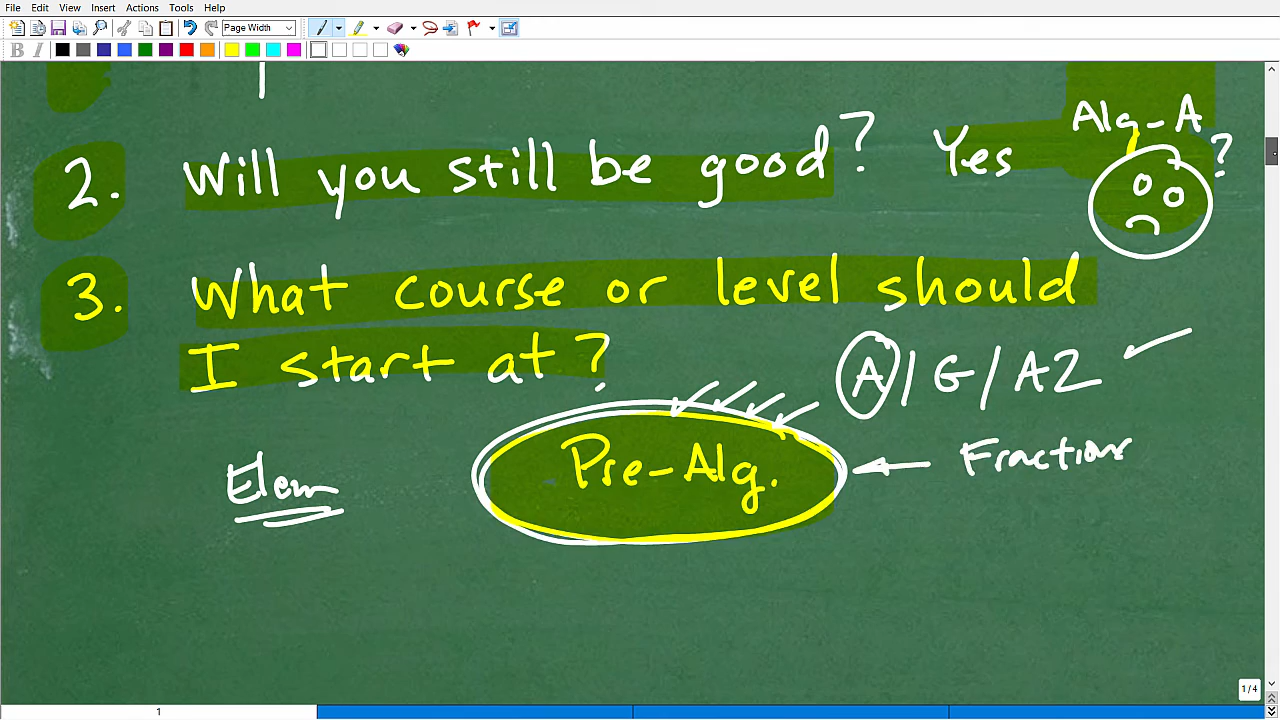 File Edit View Insert Actions Tools Help
Page Width
B I
Alg-A
2. Will you still be good? Yes
?
3. What course or level should
I start at?
A/G/A2
Pre-Alg.
Fractions
Elem
1/4
1